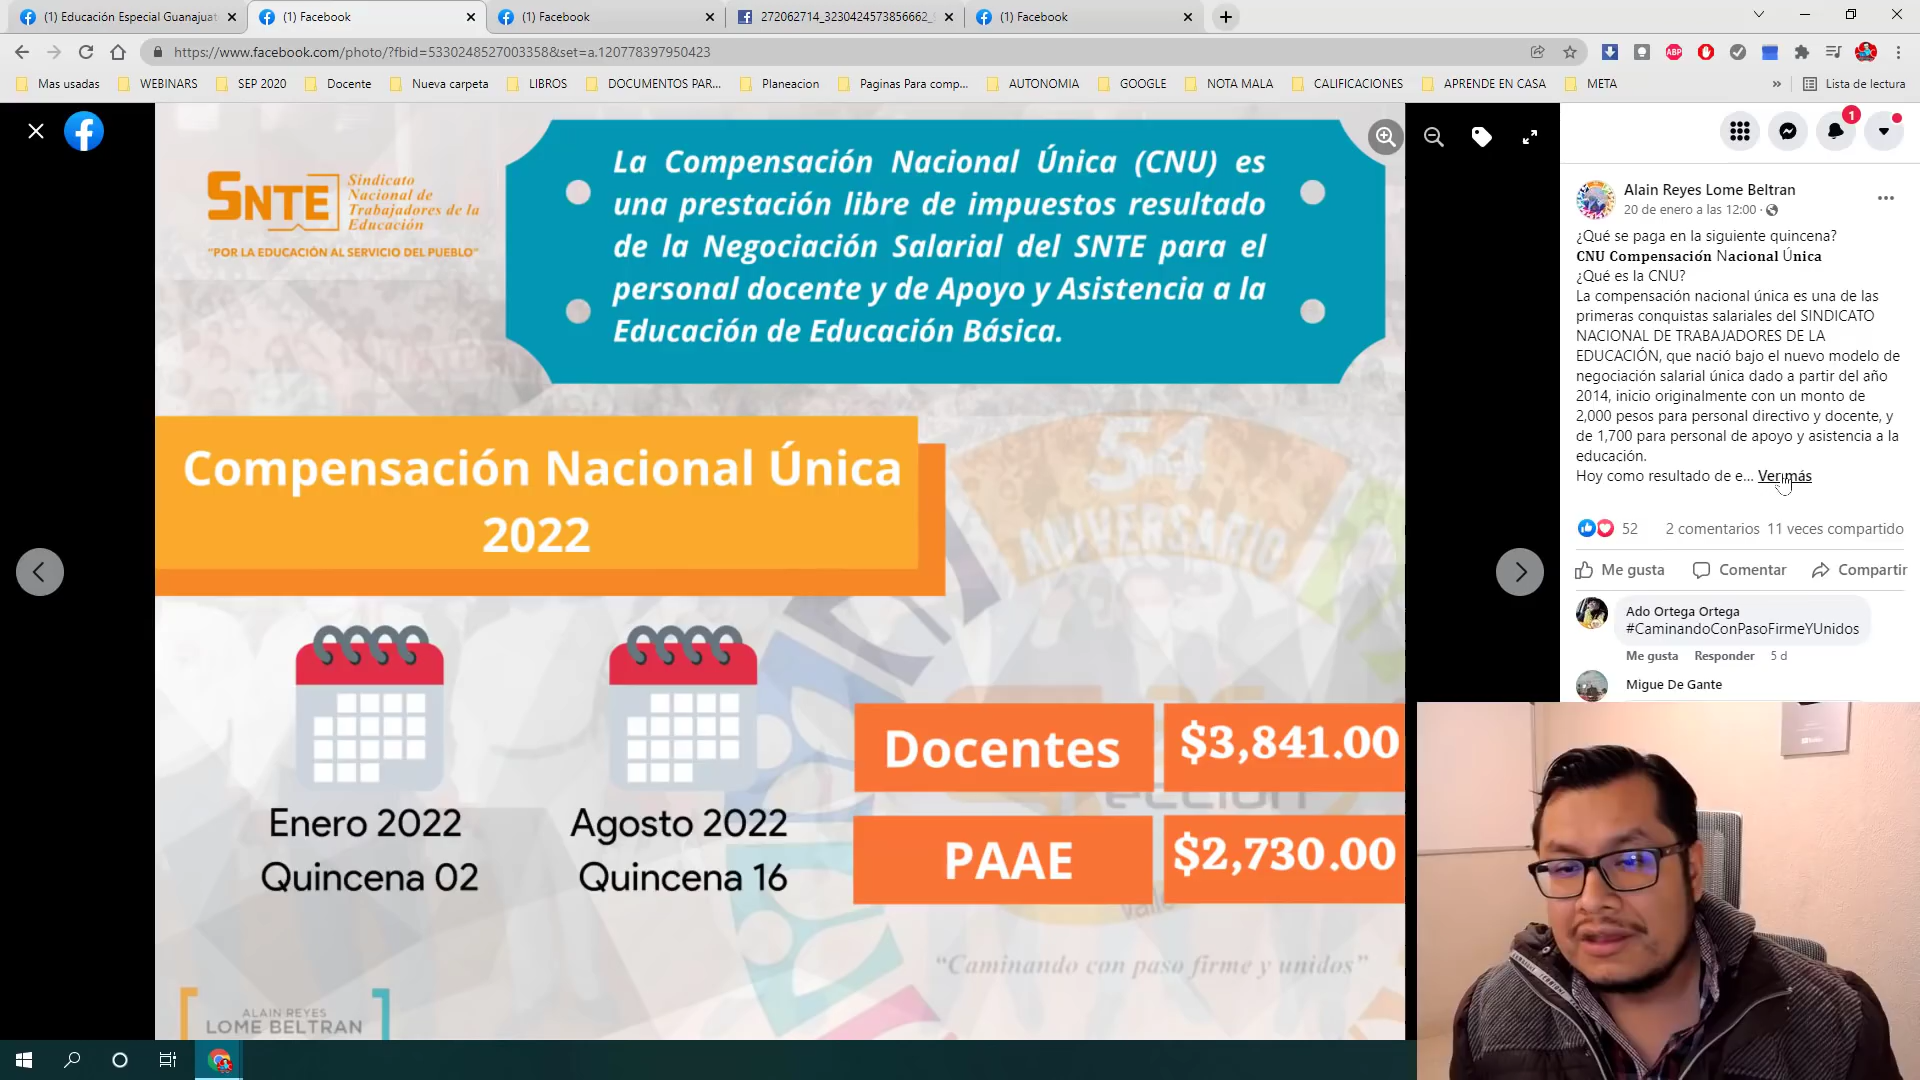 (1) Educación Especial Guanajuat
(1) Facebook
(1) Facebook
272062714_3230424573856662_
(1) Facebook
https://www.facebook.com/photo/?fbid=5330248527003358&set=a.120778397950423
ABP
Mas usadas
WEBINARS
SEP 2020
Docente
Nueva carpeta
LIBROS
DOCUMENTOS PAR...
Planeacion
Paginas Para comp...
AUTONOMIA
GOOGLE
NOTA MALA
CALIFICACIONES
APRENDE EN CASA
META
»
Lista de lectura
SNTE
Sindicato
Nacional de
Trabajadores de la
Educación
"POR LA EDUCACIÓN AL SERVICIO DEL PUEBLO"
La Compensación Nacional Única (CNU) es
una prestación libre de impuestos resultado
de la Negociación Salarial del SNTE para el
personal docente y de Apoyo y Asistencia a la
Educación de Educación Básica.
Compensación Nacional Única
2022
54
ANIVERSARIO
Enero 2022
Quincena 02
Agosto 2022
Quincena 16
Docentes
$3,841.00
PAAE
$2,730.00
"Caminando con paso firme y unidos"
ALAIN REYES
LOME BELTRAN
1
Alain Reyes Lome Beltran
20 de enero a las 12:00 ·
¿Qué se paga en la siguiente quincena?
CNU Compensación Nacional Única
¿Qué es la CNU?
La compensación nacional única es una de las
primeras conquistas salariales del SINDICATO
NACIONAL DE TRABAJADORES DE LA
EDUCACIÓN, que nació bajo el nuevo modelo de
negociación salarial única dado a partir del año
2014, inicio originalmente con un monto de
2,000 pesos para personal directivo y docente, y
de 1,700 para personal de apoyo y asistencia a la
educación.
Hoy como resultado de e... Ver más
52
2 comentarios 11 veces compartido
Me gusta
Comentar
Compartir
Ado Ortega Ortega
#CaminandoConPasoFirmeYUnidos
Me gusta Responder 5 d
Migue De Gante